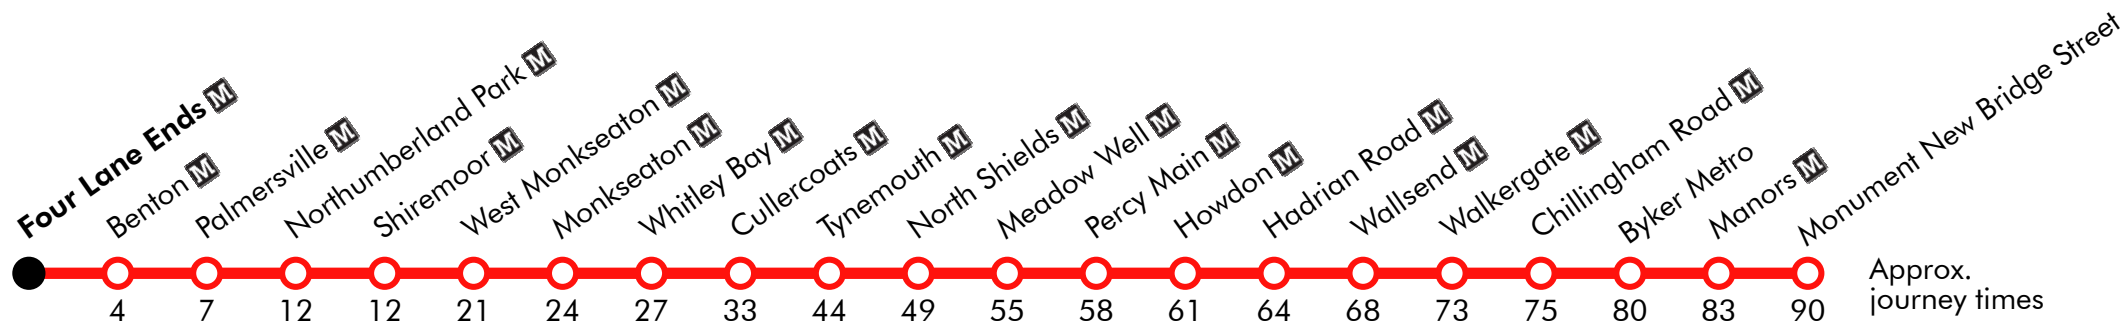 Four Lane Ends M
Benton M
Palmersville M
Northumberland Park M
Shiremoor M
West Monkseaton M
Monkseaton M
Whitley Bay M
Cullercoats M
Tynemouth M
North Shields M
Meadow Well M
Percy Main M
Howdon M
Hadrian Road M
Wallsend M
Walkergate M
Chillingham Road M
Byker Metro
Manors M
Monument New Bridge Street
4 7 12 12 21 24 27 33 44 49 55 58 61 64 68 73 75 80 83 90
Approx.
journey times